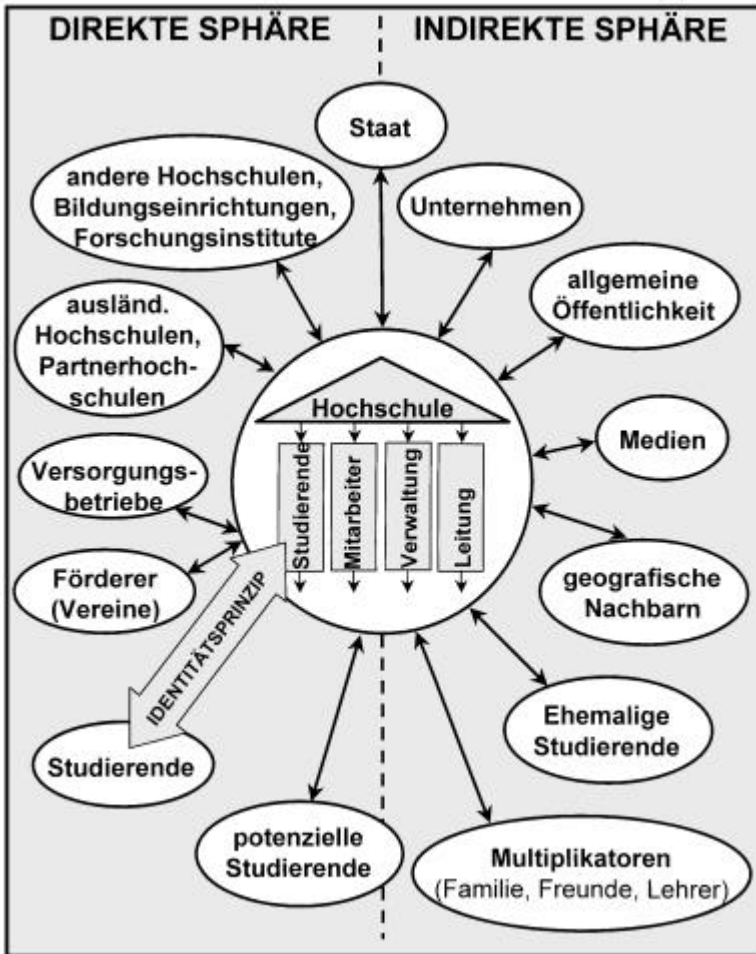 DIREKTE SPHÄRE
INDIREKTE SPHÄRE
Staat
andere Hochschulen,
Bildungseinrichtungen,
Forschungsinstitute
Unternehmen
allgemeine
Öffentlichkeit
ausländ.
Hochschulen,
Partnerhoch-
schulen
Hochschule
Studierende
Mitarbeiter
Verwaltung
Leitung
Medien
Versorgungs-
betriebe
Förderer
(Vereine)
geografische
Nachbarn
IDENTITÄTSPRINZIP
Studierende
Ehemalige
Studierende
potenzielle
Studierende
Multiplikatoren
(Familie, Freunde, Lehrer)